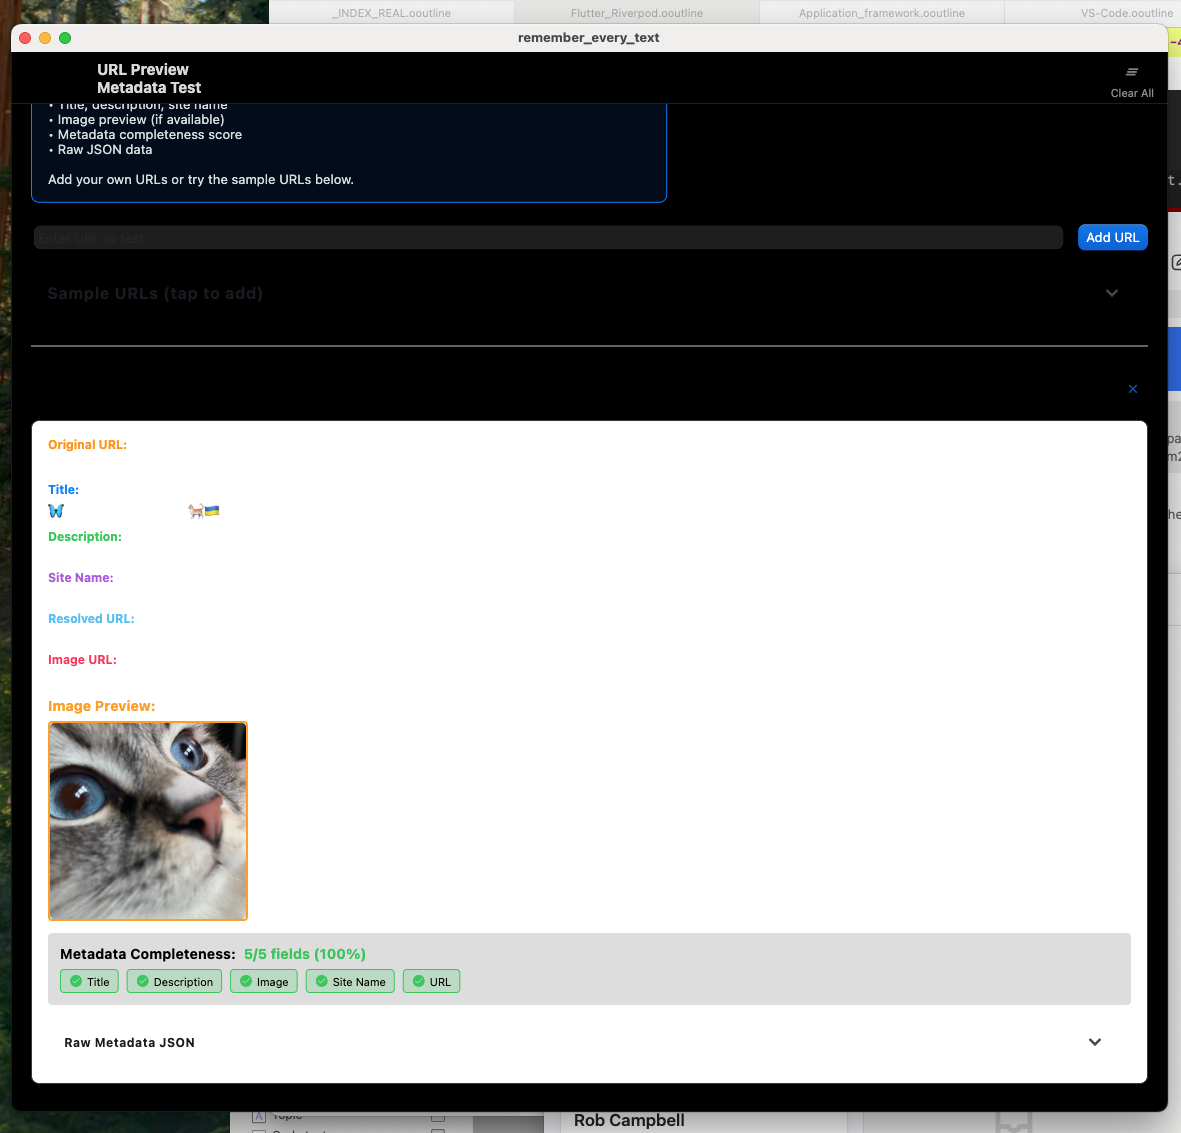 _INDEX_REAL.ooutline
Flutter_Riverpod.ooutline
Application_framework.ooutline
VS-Code.ooutline
remember_every_text
URL Preview
Metadata Test
Clear All
• Title, description, site name
• Image preview (if available)
• Metadata completeness score
• Raw JSON data
Add your own URLs or try the sample URLs below.
Enter URL to test...
Add URL
Sample URLs (tap to add)
Original URL:
Title:
🦋 🐈🇺🇦
Description:
Site Name:
Resolved URL:
Image URL:
Image Preview:
Metadata Completeness: 5/5 fields (100%)
Title
Description
Image
Site Name
URL
Raw Metadata JSON
Topic
Rob Campbell